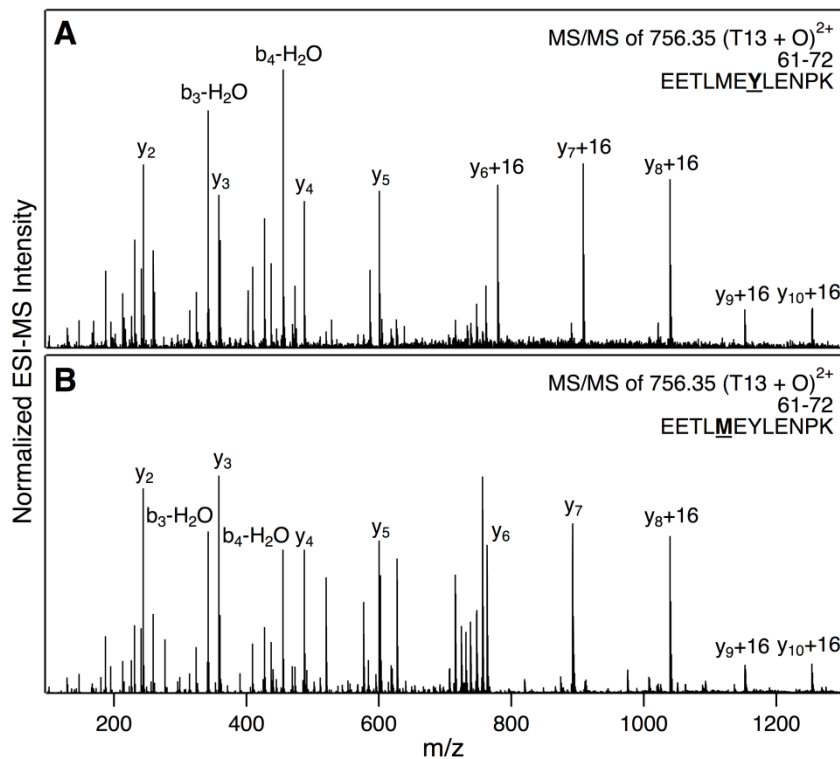 Normalized ESI-MS Intensity
A
MS/MS of 756.35 (T13 + O)²⁺
61-72
EETLMEYLENPK
b₄-H₂O
b₃-H₂O
y₂
y₃
y₄
y₅
y₆+16
y₇+16
y₈+16
y₉+16
y₁₀+16
B
MS/MS of 756.35 (T13 + O)²⁺
61-72
EETLMEYLENPK
y₂
y₃
b₃-H₂O
b₄-H₂O
y₄
y₅
y₆
y₇
y₈+16
y₉+16
y₁₀+16
200 400 600 800 1000 1200
m/z